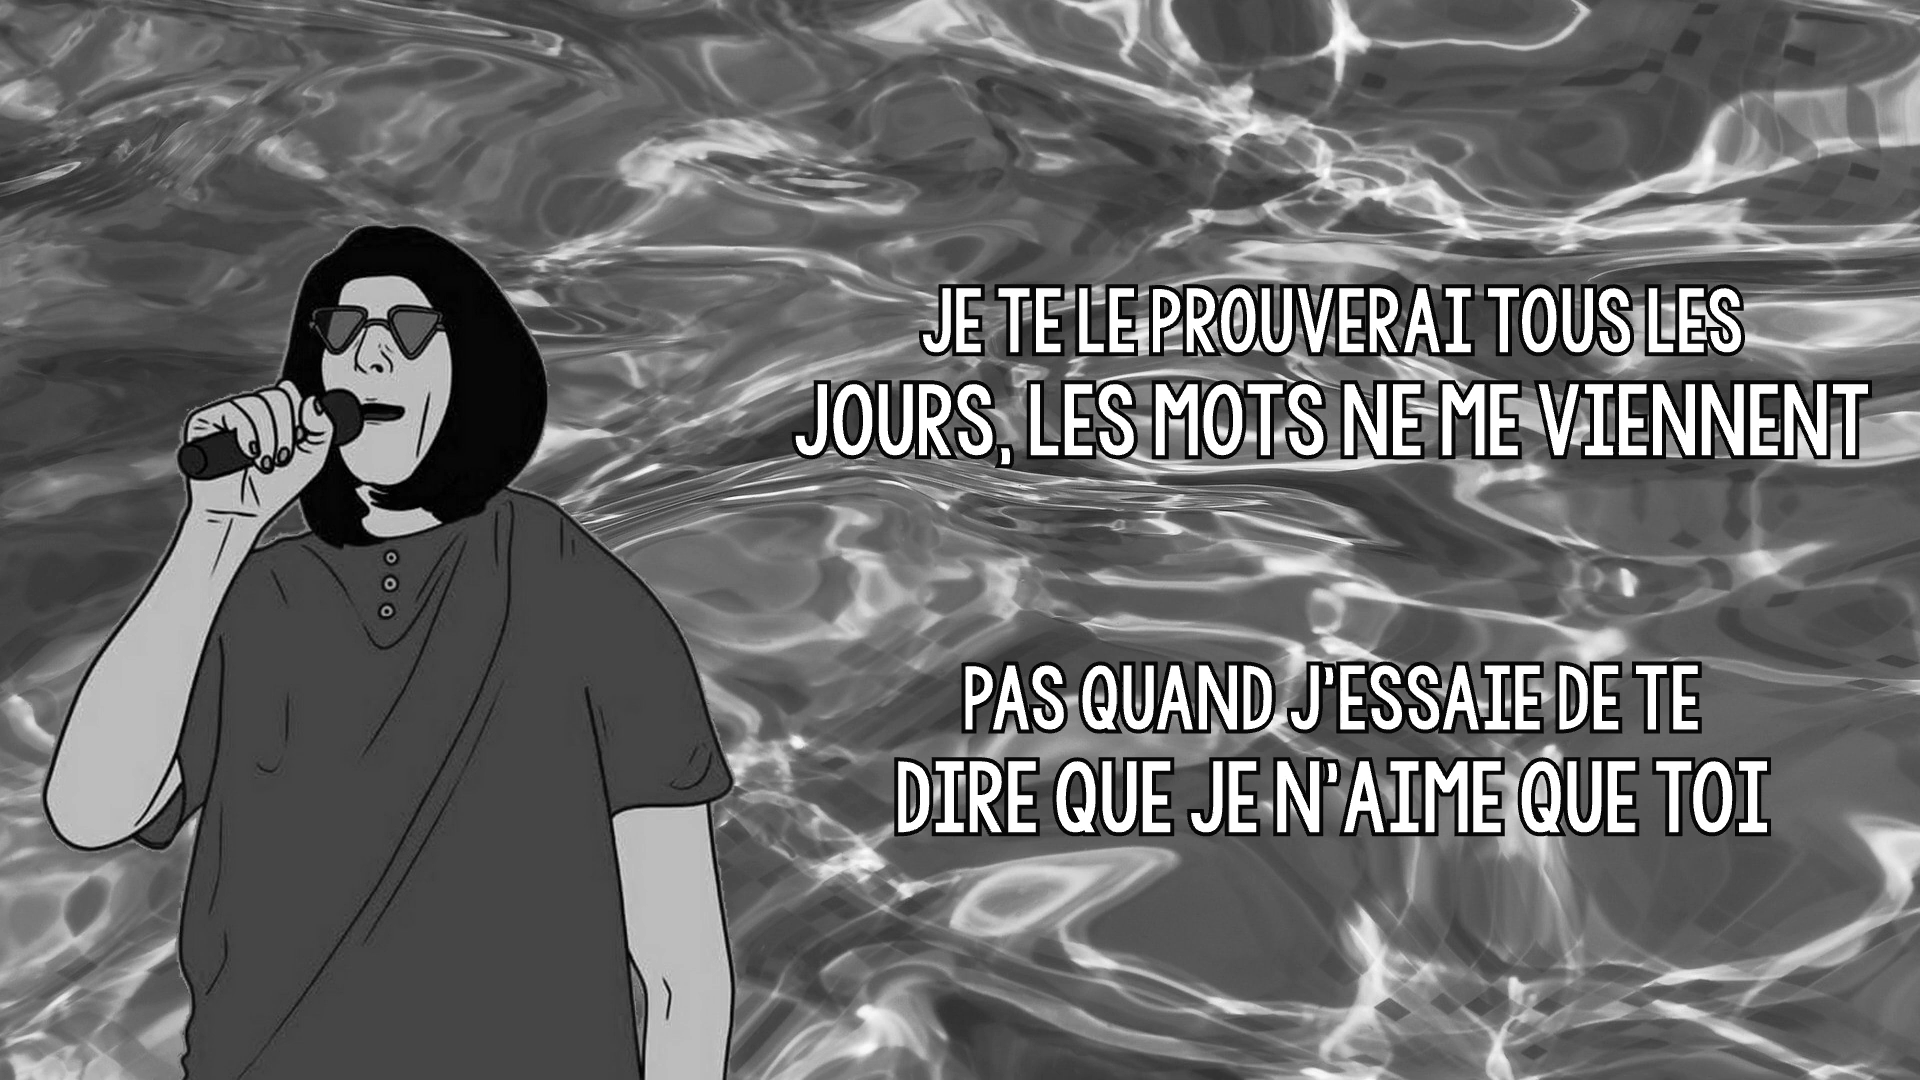 JE TE LE PROUVERAI TOUS LES
JOURS, LES MOTS NE ME VIENNENT
PAS QUAND J'ESSAIE DE TE
DIRE QUE JE N'AIME QUE TOI